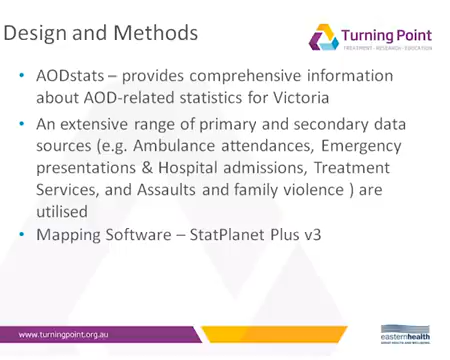 Design and Methods
Turning Point
TREATMENT · RESEARCH · EDUCATION
• AODstats – provides comprehensive information
about AOD-related statistics for Victoria
• An extensive range of primary and secondary data
sources (e.g. Ambulance attendances, Emergency
presentations & Hospital admissions, Treatment
Services, and Assaults and family violence ) are
utilised
• Mapping Software – StatPlanet Plus v3
www.turningpoint.org.au
easternhealth